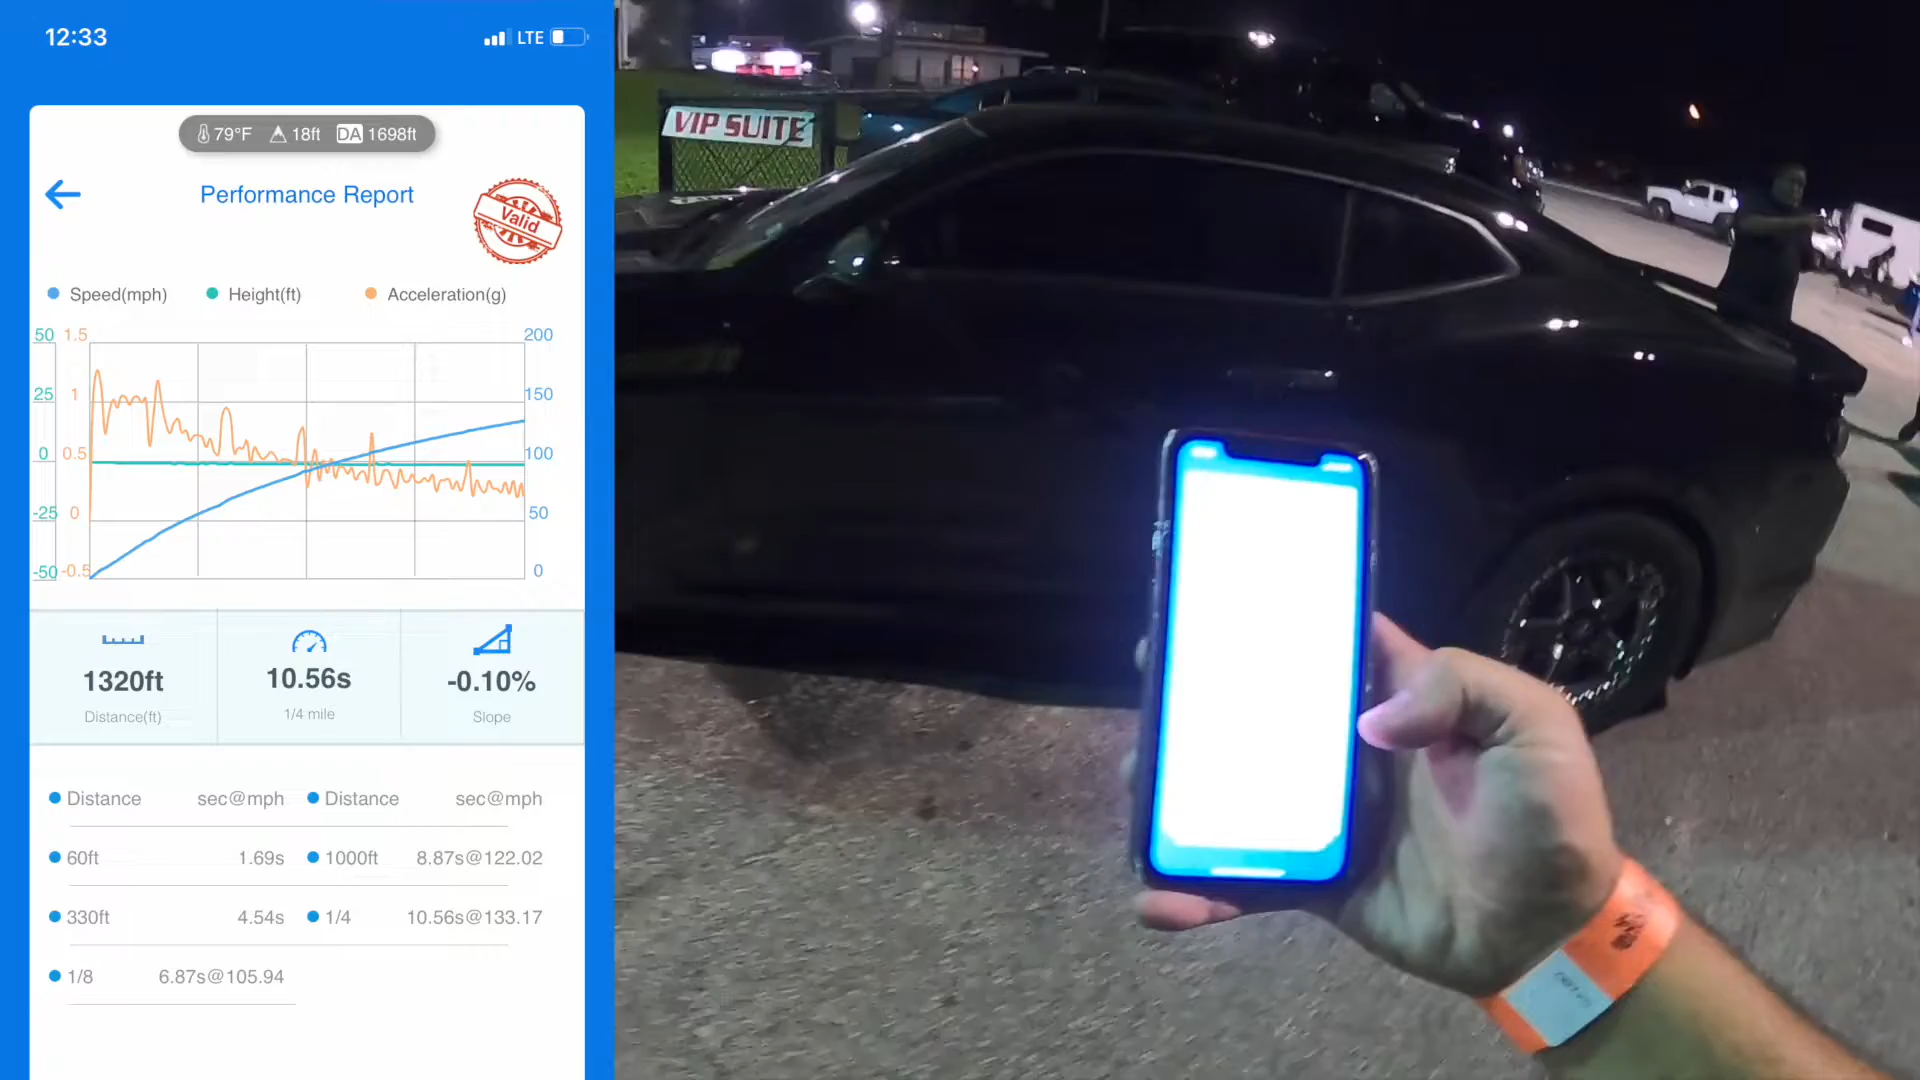 12:33
LTE
79°F 18ft DA 1698ft
Performance Report
Valid
Speed(mph) Height(ft) Acceleration(g)
50 1.5 200
25 1 150
0 0.5 100
-25 0 50
-50 -0.5 0
1320ft 10.56s -0.10%
Distance(ft) 1/4 mile Slope
Distance sec@mph Distance sec@mph
60ft 1.69s 1000ft 8.87s@122.02
330ft 4.54s 1/4 10.56s@133.17
1/8 6.87s@105.94
VIP SUITE